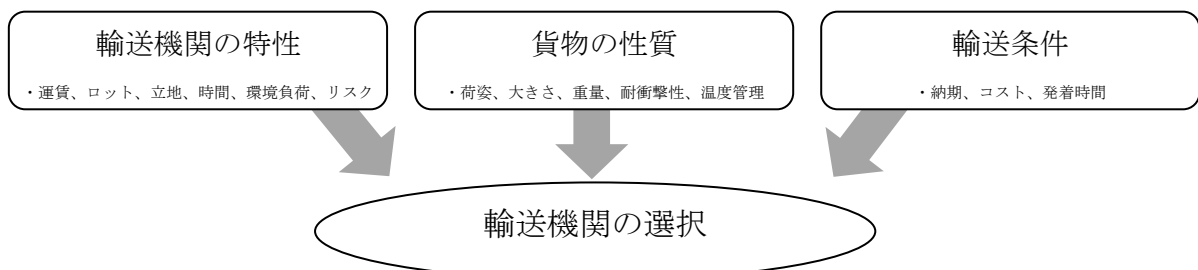 輸送機関の特性
・運賃、ロット、立地、時間、環境負荷、リスク
貨物の性質
・荷姿、大きさ、重量、耐衝撃性、温度管理
輸送条件
・納期、コスト、発着時間
輸送機関の選択